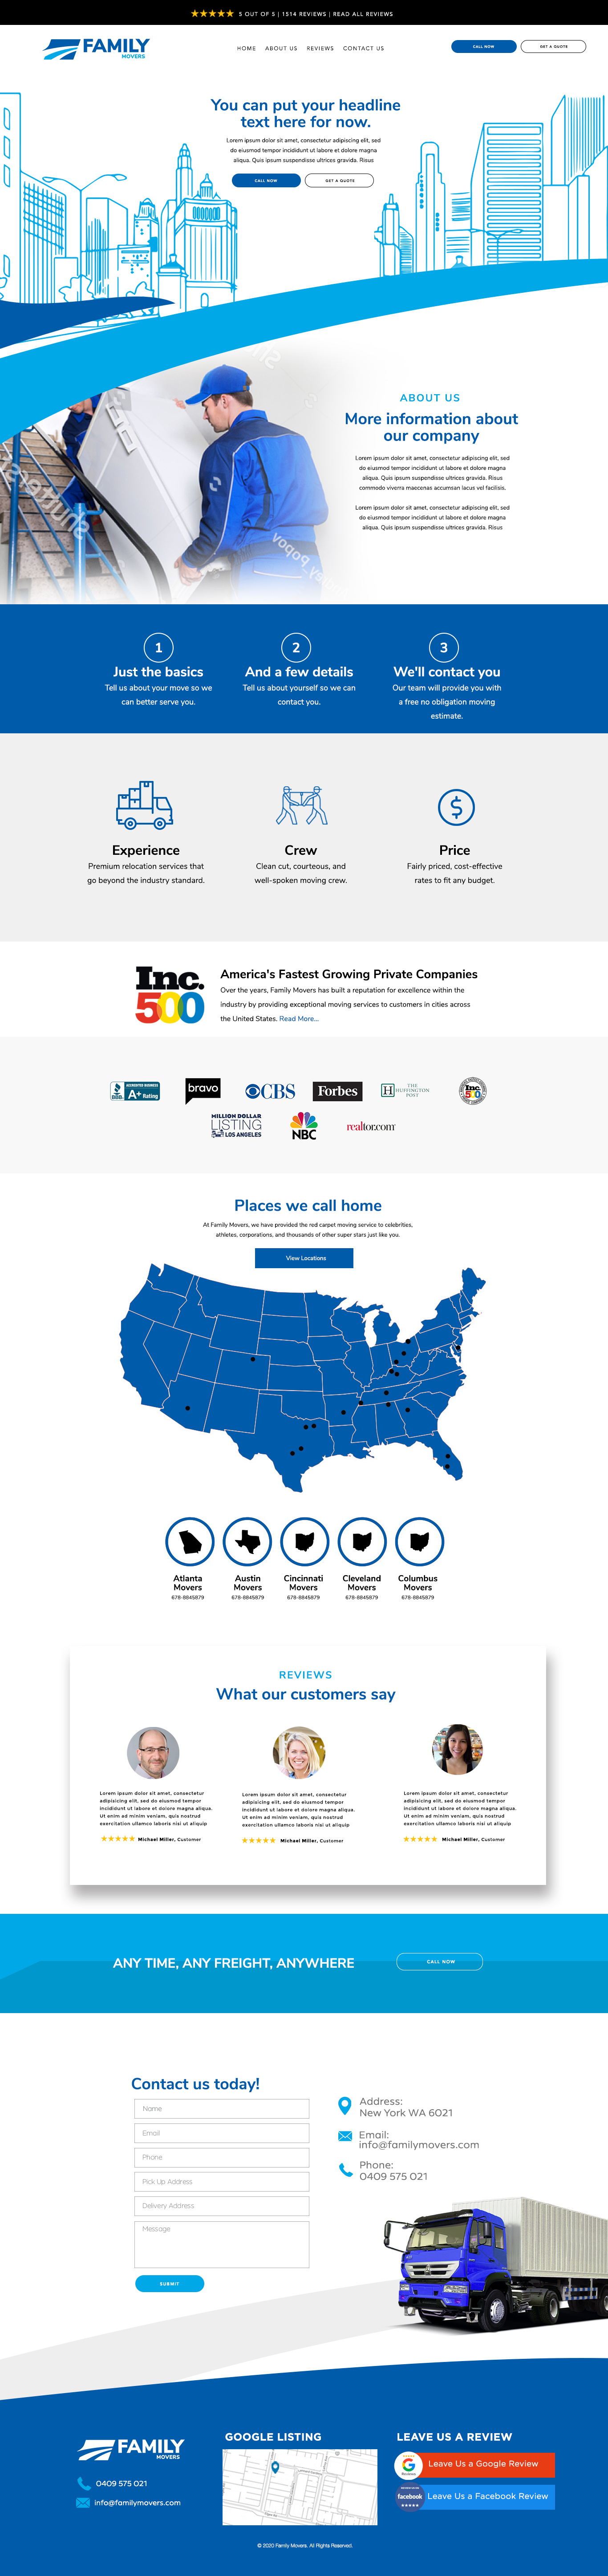 ★★★★★ 5 OUT OF 5 | 1514 REVIEWS | READ ALL REVIEWS
FAMILY
MOVERS
HOME ABOUT US REVIEWS CONTACT US
CALL NOW GET A QUOTE
You can put your headline
text here for now.
Lorem ipsum dolor sit amet, consectetur adipiscing elit, sed
do eiusmod tempor incididunt ut labore et dolore magna
aliqua. Quis ipsum suspendisse ultrices gravida. Risus
CALL NOW GET A QUOTE
ABOUT US
More information about
our company
Lorem ipsum dolor sit amet, consectetur adipiscing elit, sed
do eiusmod tempor incididunt ut labore et dolore magna
aliqua. Quis ipsum suspendisse ultrices gravida. Risus
commodo viverra maecenas accumsan lacus vel facilisis.
Lorem ipsum dolor sit amet, consectetur adipiscing elit, sed
do eiusmod tempor incididunt ut labore et dolore magna
aliqua. Quis ipsum suspendisse ultrices gravida. Risus
1
Just the basics
Tell us about your move so we
can better serve you.
2
And a few details
Tell us about yourself so we can
contact you.
3
We'll contact you
Our team will provide you with
a free no obligation moving
estimate.
Experience
Premium relocation services that
go beyond the industry standard.
Crew
Clean cut, courteous, and
well-spoken moving crew.
$
Price
Fairly priced, cost-effective
rates to fit any budget.
Inc.
500
America's Fastest Growing Private Companies
Over the years, Family Movers has built a reputation for excellence within the
industry by providing exceptional moving services to customers in cities across
the United States. Read More...
BBB ACCREDITED BUSINESS
A+ Rating
bravo
CBS
Forbes
H THE
HUFFINGTON
POST
Inc.
500
MILLION DOLLAR
LISTING
LOS ANGELES
NBC
realtor.com
Places we call home
At Family Movers, we have provided the red carpet moving service to celebrities,
athletes, corporations, and thousands of other super stars just like you.
View Locations
Atlanta
Movers
678-8845879
Austin
Movers
678-8845879
Cincinnati
Movers
678-8845879
Cleveland
Movers
678-8845879
Columbus
Movers
678-8845879
REVIEWS
What our customers say
Lorem ipsum dolor sit amet, consectetur
adipisicing elit, sed do eiusmod tempor
incididunt ut labore et dolore magna aliqua.
Ut enim ad minim veniam, quis nostrud
exercitation ullamco laboris nisi ut aliquip
★★★★★ Michael Miller, Customer
Lorem ipsum dolor sit amet, consectetur
adipisicing elit, sed do eiusmod tempor
incididunt ut labore et dolore magna aliqua.
Ut enim ad minim veniam, quis nostrud
exercitation ullamco laboris nisi ut aliquip
★★★★★ Michael Miller, Customer
Lorem ipsum dolor sit amet, consectetur
adipisicing elit, sed do eiusmod tempor
incididunt ut labore et dolore magna aliqua.
Ut enim ad minim veniam, quis nostrud
exercitation ullamco laboris nisi ut aliquip
★★★★★ Michael Miller, Customer
ANY TIME, ANY FREIGHT, ANYWHERE
CALL NOW
Contact us today!
Name
Email
Phone
Pick Up Address
Delivery Address
Message
SUBMIT
Address:
New York WA 6021
Email:
info@familymovers.com
Phone:
0409 575 021
FAMILY
MOVERS
0409 575 021
info@familymovers.com
GOOGLE LISTING
LEAVE US A REVIEW
Leave Us a Google Review
facebook
Leave Us a Facebook Review
© 2020 Family Movers. All Rights Reserved.